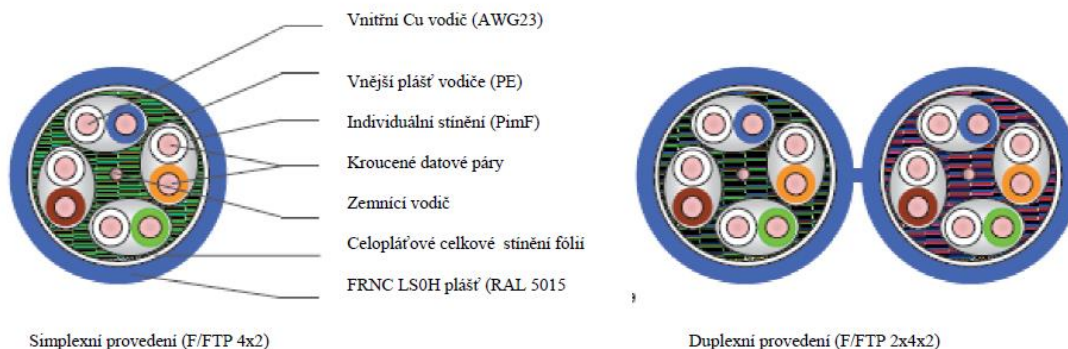 Vnitřní Cu vodič (AWG23)
Vnější plášť vodiče (PE)
Individuální stínění (PimF)
Kroucené datové páry
Zemnící vodič
Celopláťové celkové stínění fólií
FRNC LS0H plášť (RAL 5015
Simplexní provedení (F/FTP 4x2)
Duplexní provedení (F/FTP 2x4x2)